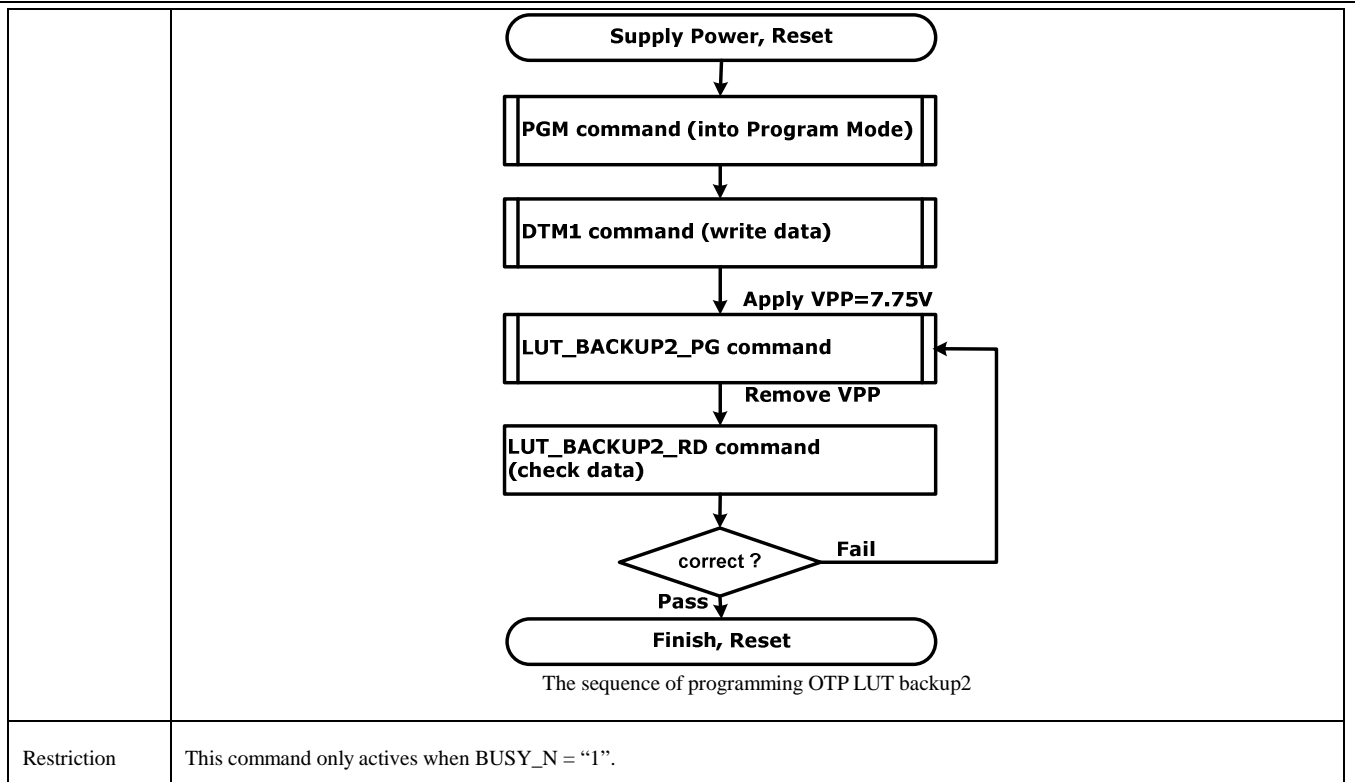 Supply Power, Reset
PGM command (into Program Mode)
DTM1 command (write data)
Apply VPP=7.75V
LUT_BACKUP2_PG command
Remove VPP
LUT_BACKUP2_RD command
(check data)
correct ?
Fail
Pass
Finish, Reset
The sequence of programming OTP LUT backup2
Restriction
This command only actives when BUSY_N = “1”.